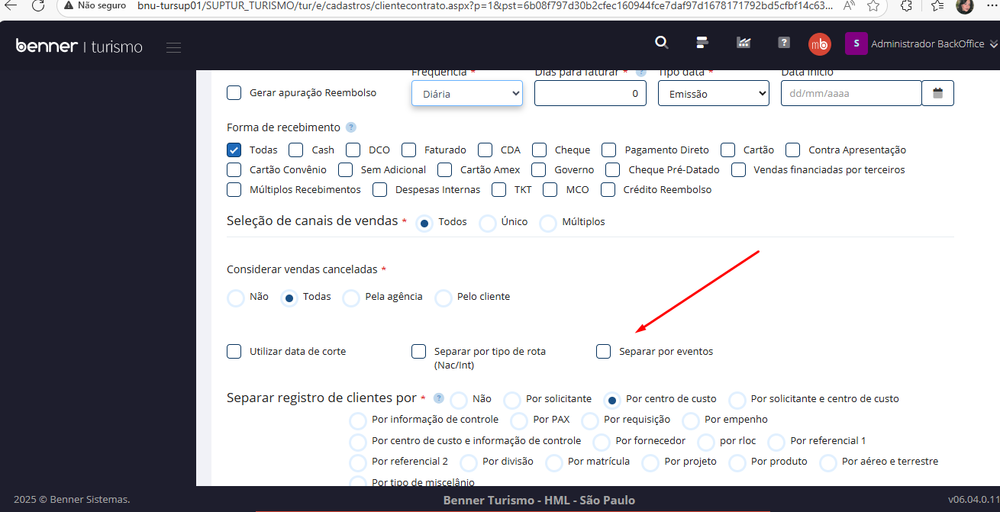 Não seguro bnu-tursup01/SUPTUR_TURISMO/tur/e/cadastros/clientecontrato.aspx?p=1&pst=6b08f797d30b2cfec160944fce7daf97d1678171792bd5cfbf14c63...
benner | turismo ? mb S Administrador BackOffice
Frequência * Dias para faturar * ? Tipo data * Data início
Gerar apuração Reembolso Diária 0 Emissão dd/mm/aaaa
Forma de recebimento ?
Todas Cash DCO Faturado CDA Cheque Pagamento Direto Cartão Contra Apresentação
Cartão Convênio Sem Adicional Cartão Amex Governo Cheque Pré-Datado Vendas financiadas por terceiros
Múltiplos Recebimentos Despesas Internas TKT MCO Crédito Reembolso
Seleção de canais de vendas * Todos Único Múltiplos
Considerar vendas canceladas *
Não Todas Pela agência Pelo cliente
Utilizar data de corte Separar por tipo de rota Separar por eventos
(Nac/Int)
Separar registro de clientes por * ? Não Por solicitante Por centro de custo Por solicitante e centro de custo
Por informação de controle Por PAX Por requisição Por empenho
Por centro de custo e informação de controle Por fornecedor por rloc Por referencial 1
Por referencial 2 Por divisão Por matrícula Por projeto Por produto Por aéreo e terrestre
Por tipo de miscelânio
2025 © Benner Sistemas. Benner Turismo - HML - São Paulo v06.04.0.11